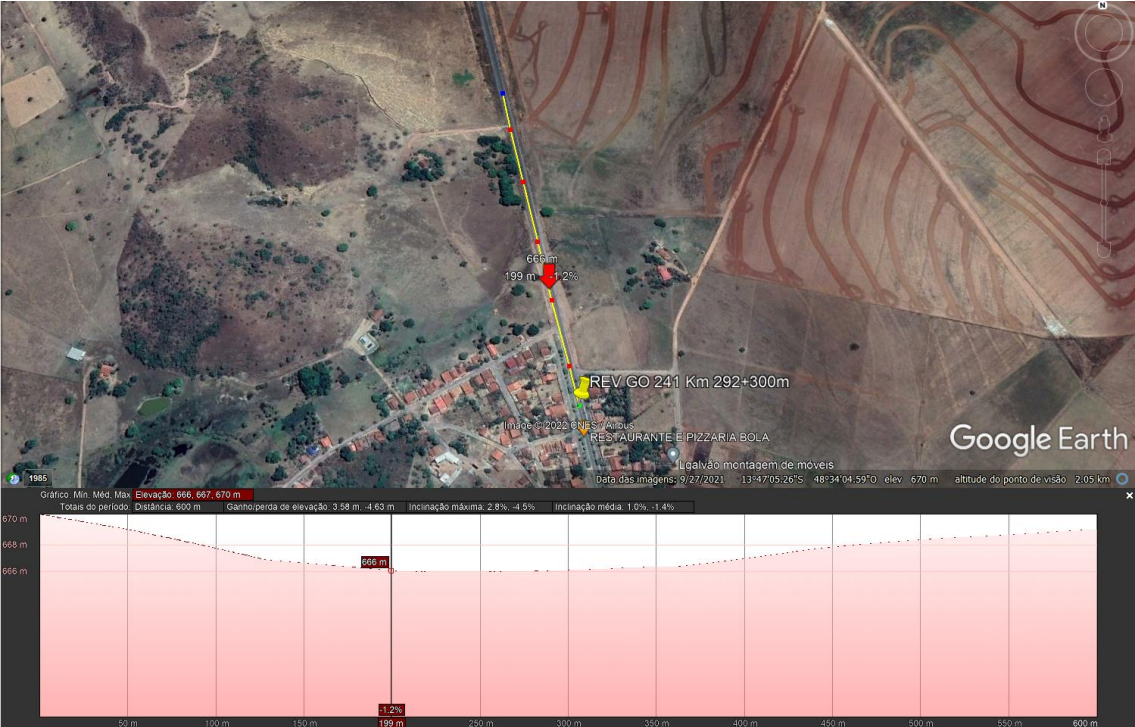 N
666 m
199 m -1.2%
REV GO 241 Km 292+300m
Image © 2022 CNES / Airbus
RESTAURANTE E PIZZARIA BOLA
Lgalvão montagem de móveis
Google Earth
1985
Data das imagens: 9/27/2021 13°47'05.26"S 48°34'04.59"O elev 670 m altitude do ponto de visão 2.05 km
Gráfico: Mín. Méd. Max Elevação: 666, 667, 670 m
Totais do período: Distância: 600 m Ganho/perda de elevação: 3.58 m, -4.63 m Inclinação máxima: 2.8%, -4.5% Inclinação média: 1.0%, -1.4%
670 m
668 m
666 m
666 m
-1.2%
50 m 100 m 150 m 199 m 250 m 300 m 350 m 400 m 450 m 500 m 550 m 600 m